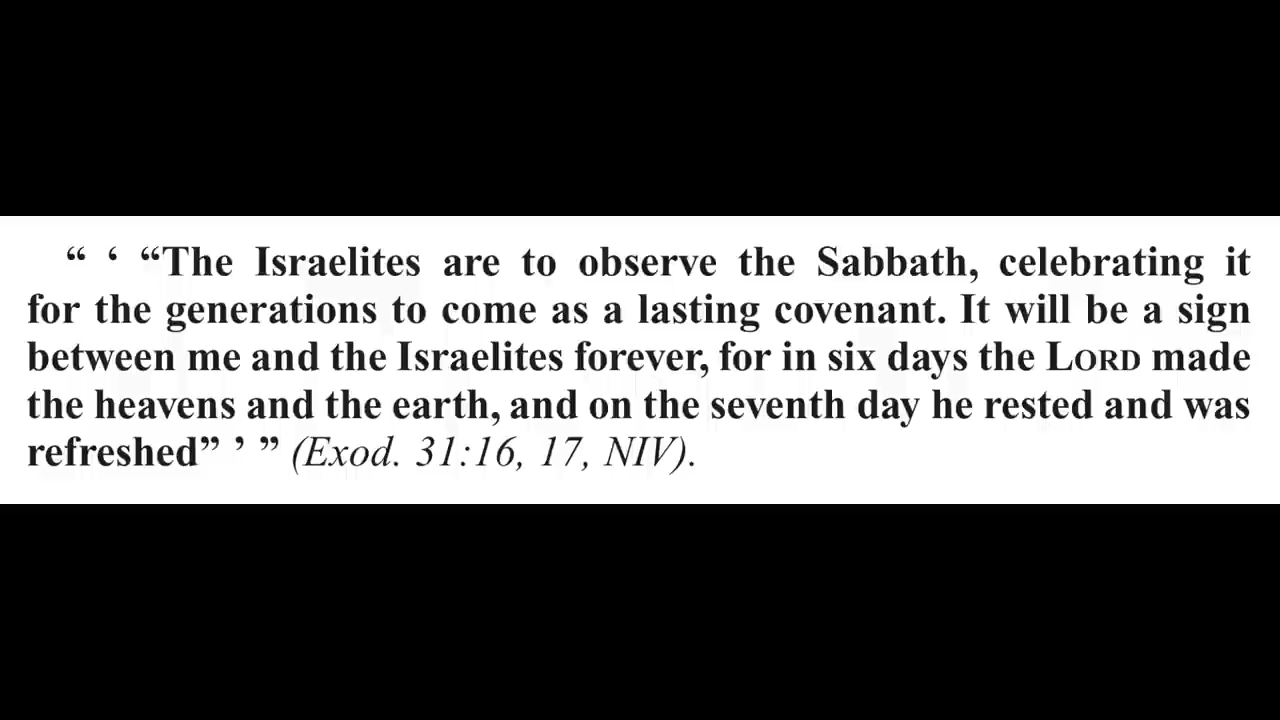 “ ‘ “The Israelites are to observe the Sabbath, celebrating it
for the generations to come as a lasting covenant. It will be a sign
between me and the Israelites forever, for in six days the LORD made
the heavens and the earth, and on the seventh day he rested and was
refreshed” ’ ” (Exod. 31:16, 17, NIV).